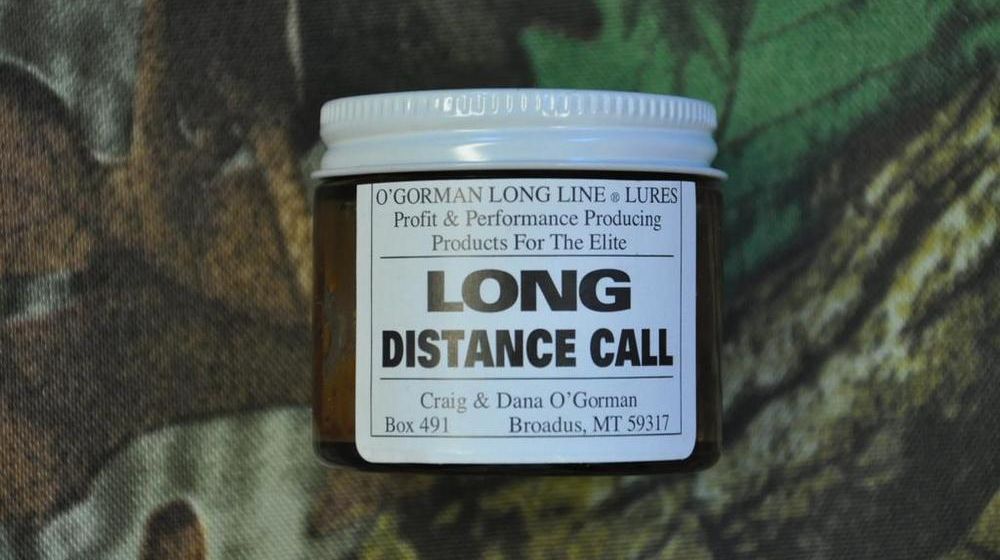 O'GORMAN LONG LINE ® LURES
Profit & Performance Producing
Products For The Elite
LONG
DISTANCE CALL
Craig & Dana O'Gorman
Box 491 Broadus, MT 59317